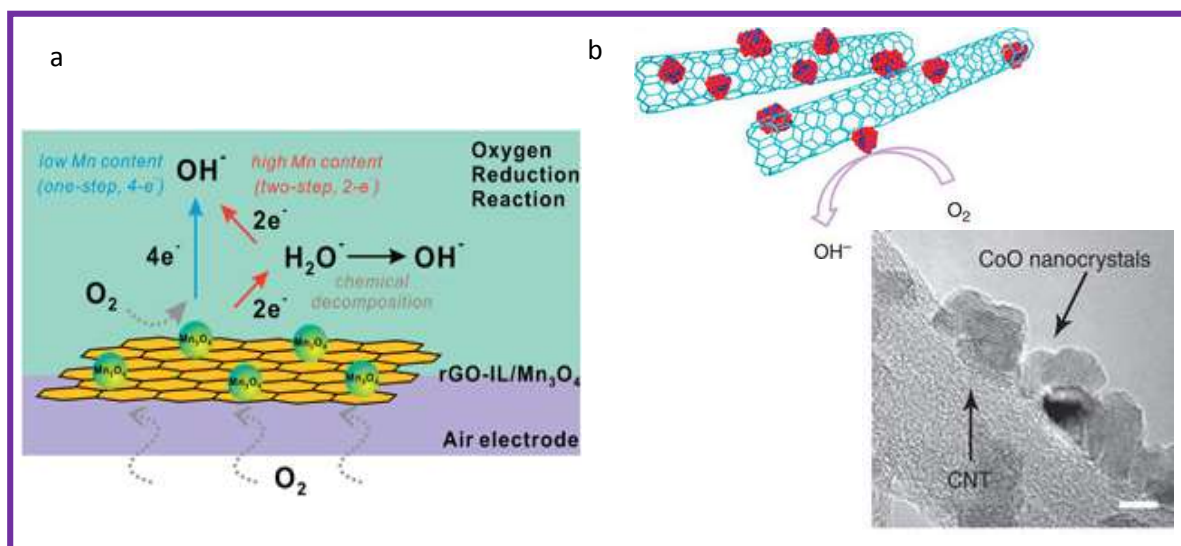 a
low Mn content
(one-step, 4-e⁻)
OH⁻
high Mn content
(two-step, 2-e⁻)
Oxygen
Reduction
Reaction
2e⁻
4e⁻
H₂O⁻
OH⁻
chemical
decomposition
O₂
2e⁻
Mn₃O₄
Mn₃O₄
Mn₃O₄
Mn₃O₄
Mn₃O₄
rGO-IL/Mn₃O₄
Air electrode
O₂
b
O₂
OH⁻
CoO nanocrystals
CNT